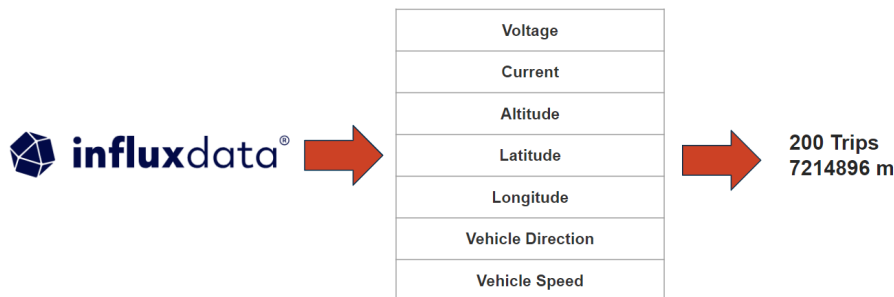 influxdata®
Voltage
Current
Altitude
Latitude
Longitude
Vehicle Direction
Vehicle Speed
200 Trips
7214896 m